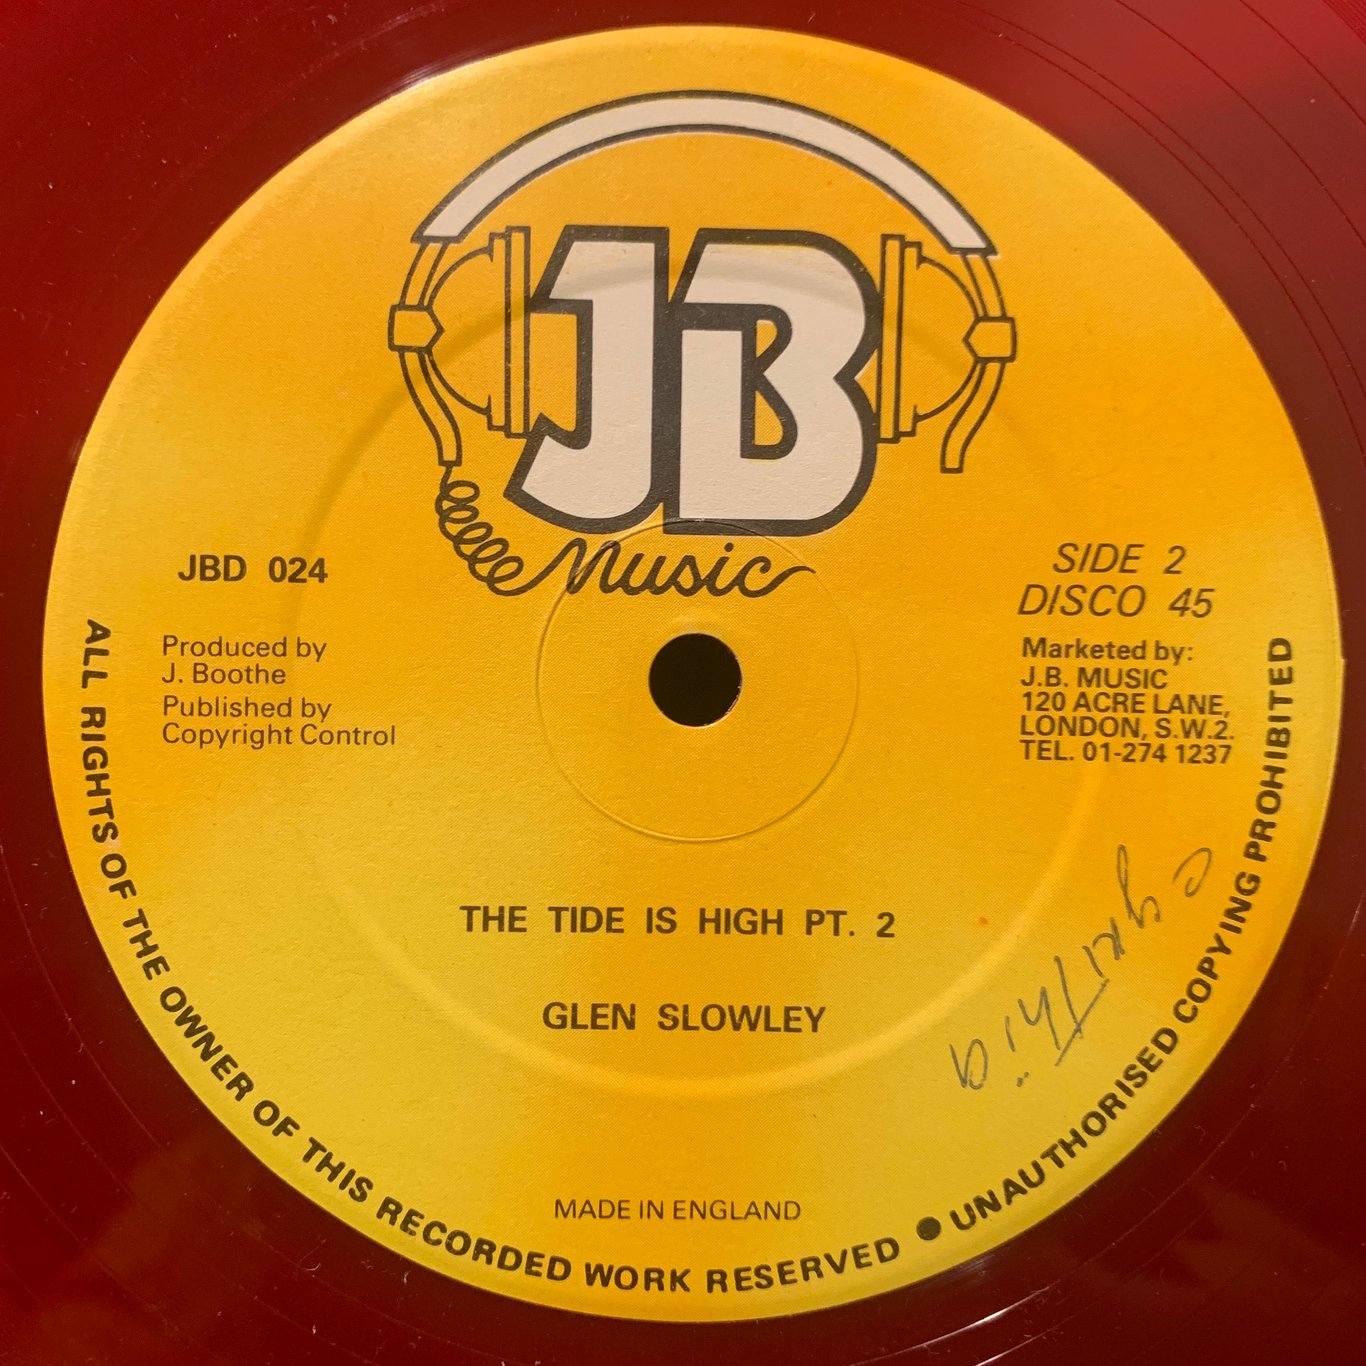 JB
Music
JBD 024
SIDE 2
DISCO 45
Produced by
J. Boothe
Published by
Copyright Control
Marketed by:
J.B. MUSIC
120 ACRE LANE,
LONDON, S.W.2.
TEL. 01-274 1237
THE TIDE IS HIGH PT. 2
GLEN SLOWLEY
MADE IN ENGLAND
ALL RIGHTS OF THE OWNER OF THIS RECORDED WORK RESERVED ● UNAUTHORISED COPYING PROHIBITED